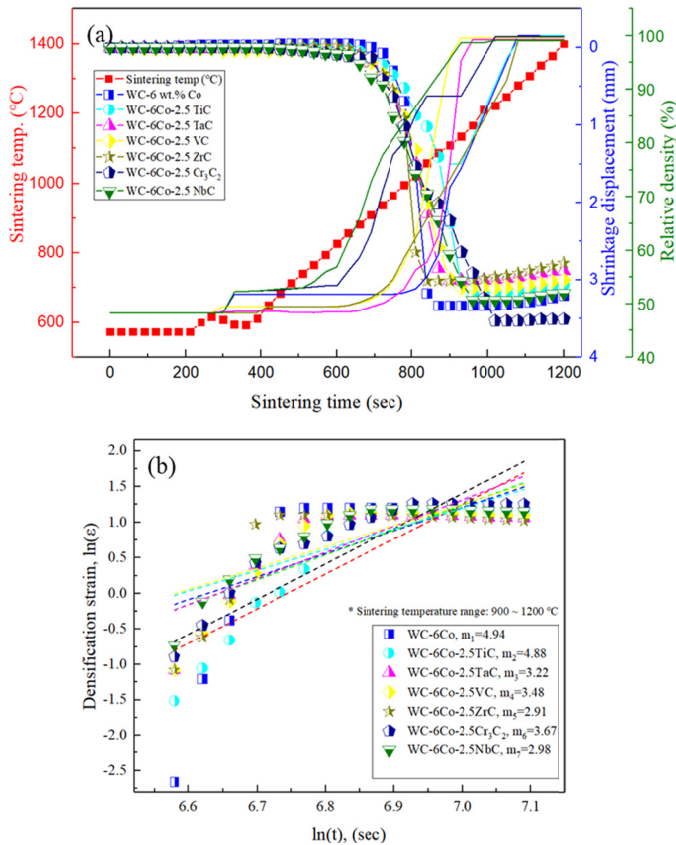 (a)
1400
1200
1000
800
600
Sintering temp. (°C)
Sintering temp (°C)
WC-6 wt.% Co
WC-6Co-2.5 TiC
WC-6Co-2.5 TaC
WC-6Co-2.5 VC
WC-6Co-2.5 ZrC
WC-6Co-2.5 Cr₃C₂
WC-6Co-2.5 NbC
0
1
2
3
4
Shrinkage displacement (mm)
100
90
80
70
60
50
40
Relative density (%)
0 200 400 600 800 1000 1200
Sintering time (sec)
(b)
2.0
1.5
1.0
0.5
0.0
-0.5
-1.0
-1.5
-2.0
-2.5
Densification strain, ln(ε)
* Sintering temperature range: 900 ~ 1200 °C
WC-6Co, m₁=4.94
WC-6Co-2.5TiC, m₂=4.88
WC-6Co-2.5TaC, m₃=3.22
WC-6Co-2.5VC, m₄=3.48
WC-6Co-2.5ZrC, m₅=2.91
WC-6Co-2.5Cr₃C₂, m₆=3.67
WC-6Co-2.5NbC, m₇=2.98
6.6 6.7 6.8 6.9 7.0 7.1
ln(t), (sec)